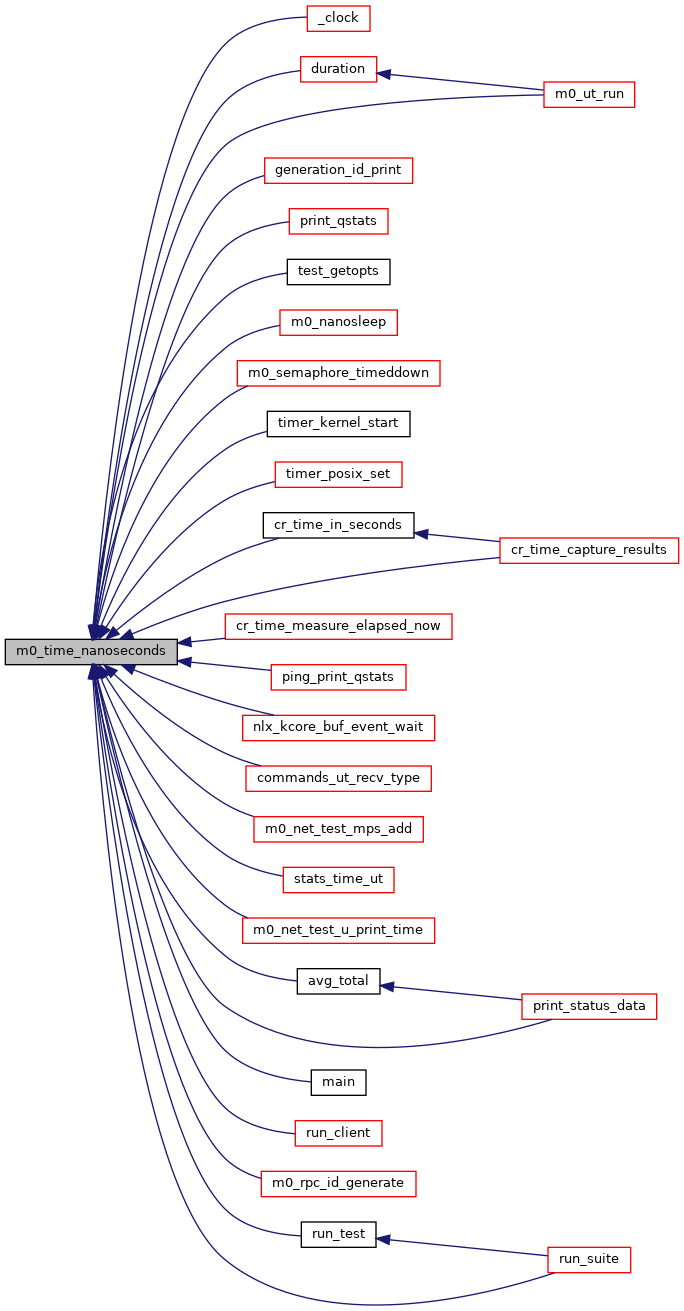 _clock
duration
m0_ut_run
generation_id_print
print_qstats
test_getopts
m0_nanosleep
m0_semaphore_timeddown
timer_kernel_start
timer_posix_set
cr_time_in_seconds
cr_time_capture_results
cr_time_measure_elapsed_now
m0_time_nanoseconds
ping_print_qstats
nlx_kcore_buf_event_wait
commands_ut_recv_type
m0_net_test_mps_add
stats_time_ut
m0_net_test_u_print_time
avg_total
print_status_data
main
run_client
m0_rpc_id_generate
run_test
run_suite